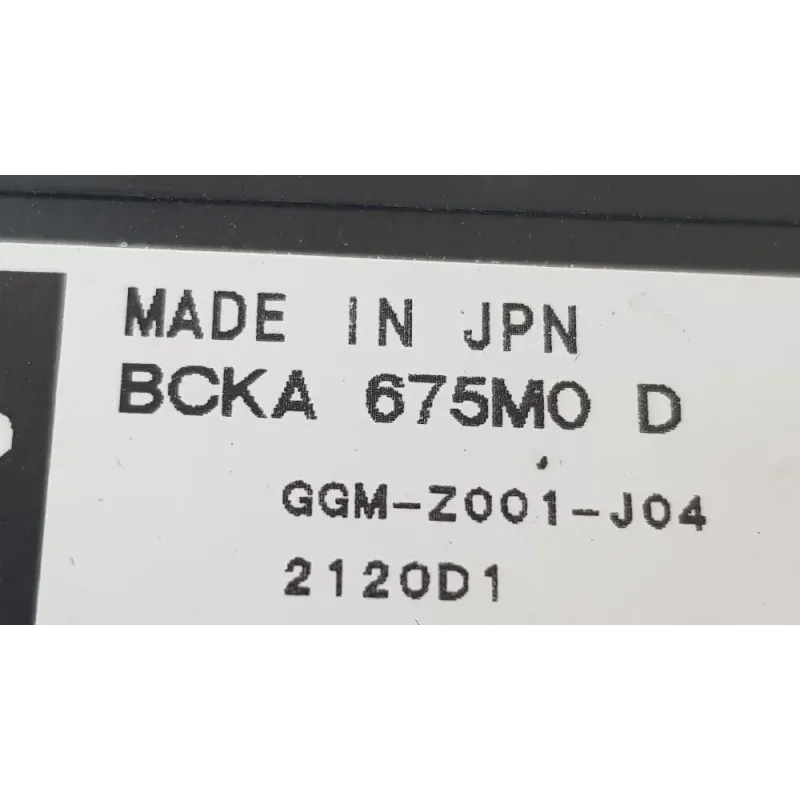 MADE IN JPN
BCKA 675M0 D
GGM-Z001-J04
2120D1